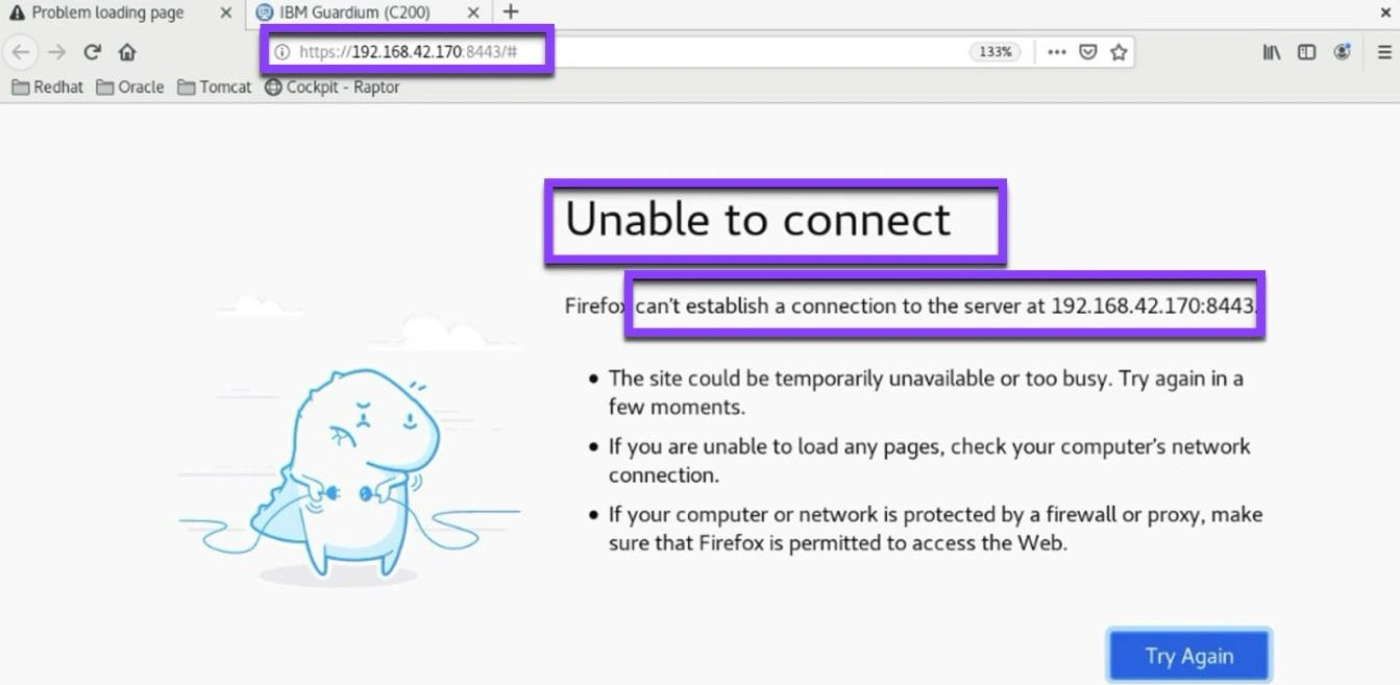 Problem loading page
IBM Guardium (C200)
https://192.168.42.170:8443/#
133%
Redhat
Oracle
Tomcat
Cockpit - Raptor
Unable to connect
Firefox can't establish a connection to the server at 192.168.42.170:8443.
The site could be temporarily unavailable or too busy. Try again in a
few moments.
If you are unable to load any pages, check your computer's network
connection.
If your computer or network is protected by a firewall or proxy, make
sure that Firefox is permitted to access the Web.
Try Again